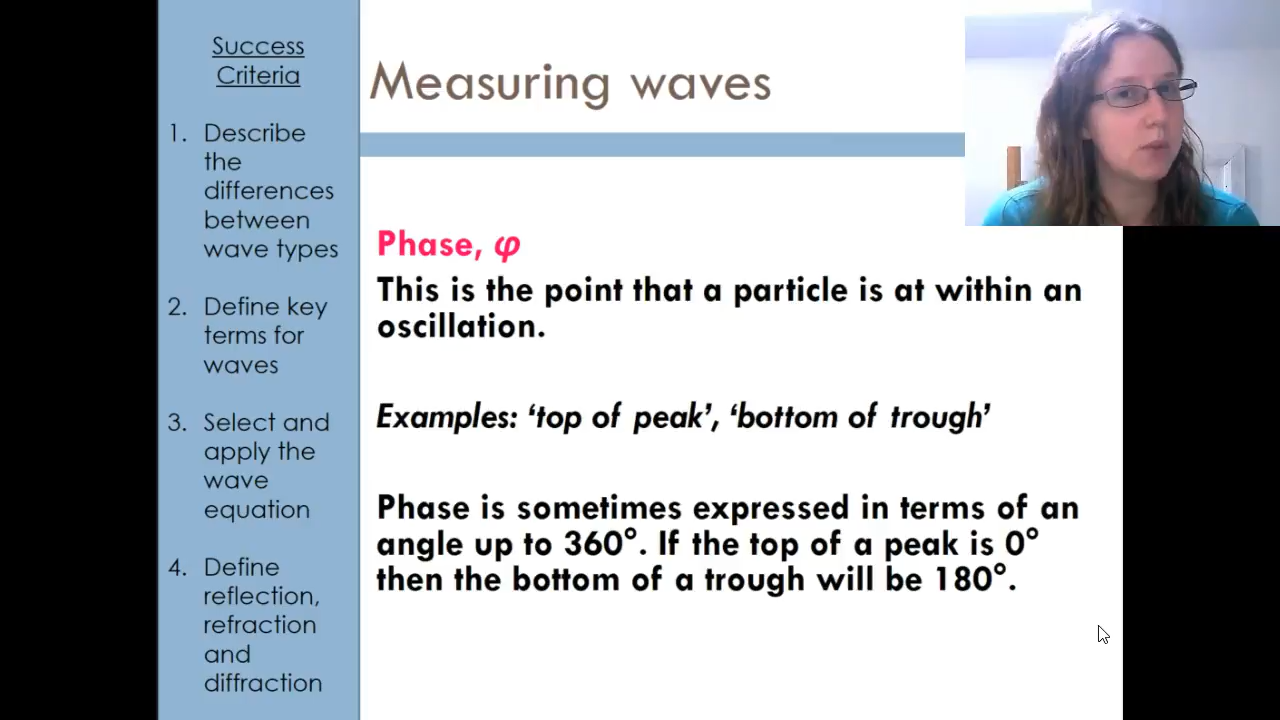 Success
Criteria
1. Describe
the
differences
between
wave types
2. Define key
terms for
waves
3. Select and
apply the
wave
equation
4. Define
reflection,
refraction
and
diffraction
Measuring waves
Phase, φ
This is the point that a particle is at within an
oscillation.
Examples: ‘top of peak’, ‘bottom of trough’
Phase is sometimes expressed in terms of an
angle up to 360°. If the top of a peak is 0°
then the bottom of a trough will be 180°.